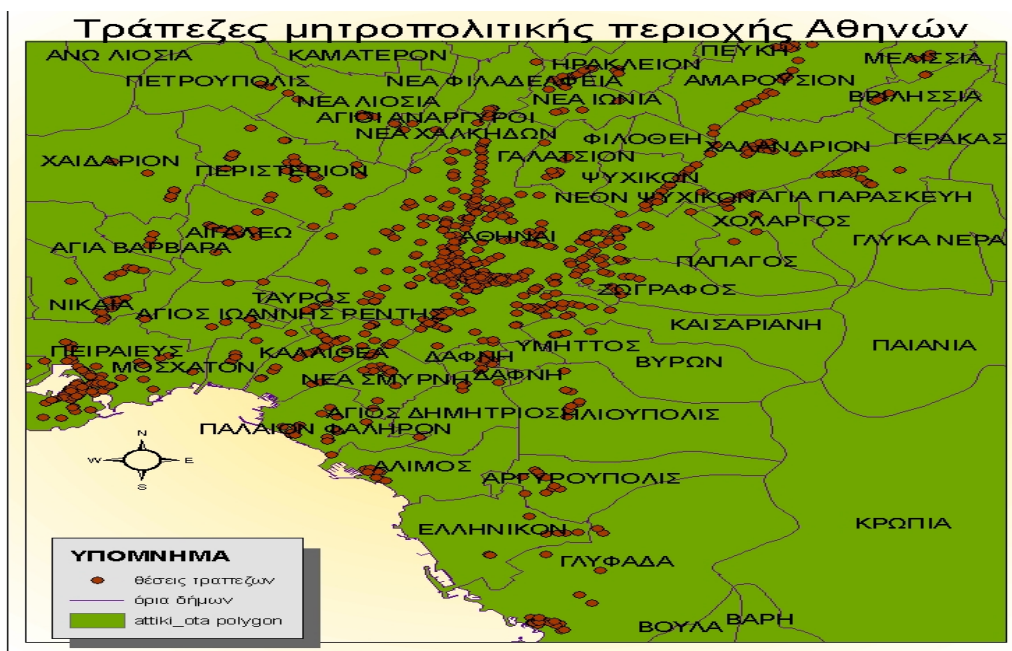 Τράπεζες μητροπολιτικής περιοχής Αθηνών
ΑΝΩ ΛΙΟΣΙΑ
ΚΑΜΑΤΕΡΟΝ
ΠΕΥΚΗ
ΜΕΛΙΣΣΙΑ
ΗΡΑΚΛΕΙΟΝ
ΠΕΤΡΟΥΠΟΛΙΣ
ΝΕΑ ΦΙΛΑΔΕΛΦΕΙΑ
ΑΜΑΡΟΥΣΙΟΝ
ΝΕΑ ΛΙΟΣΙΑ
ΝΕΑ ΙΩΝΙΑ
ΒΡΙΛΗΣΣΙΑ
ΑΓΙΟΙ ΑΝΑΡΓΥΡΟΙ
ΝΕΑ ΧΑΛΚΗΔΩΝ
ΦΙΛΟΘΕΗ
ΧΑΛΑΝΔΡΙΟΝ
ΓΕΡΑΚΑΣ
ΧΑΙΔΑΡΙΟΝ
ΠΕΡΙΣΤΕΡΙΟΝ
ΓΑΛΑΤΣΙΟΝ
ΨΥΧΙΚΟΝ
ΝΕΟΝ ΨΥΧΙΚΟΝ
ΑΓΙΑ ΠΑΡΑΣΚΕΥΗ
ΧΟΛΑΡΓΟΣ
ΑΙΓΑΛΕΩ
ΑΘΗΝΑΙ
ΑΓΙΑ ΒΑΡΒΑΡΑ
ΓΛΥΚΑ ΝΕΡΑ
ΠΑΠΑΓΟΣ
ΖΩΓΡΑΦΟΣ
ΝΙΚΑΙΑ
ΤΑΥΡΟΣ
ΑΓΙΟΣ ΙΩΑΝΝΗΣ ΡΕΝΤΗΣ
ΚΑΙΣΑΡΙΑΝΗ
ΠΑΙΑΝΙΑ
ΠΕΙΡΑΙΕΥΣ
ΚΑΛΛΙΘΕΑ
ΔΑΦΝΗ
ΥΜΗΤΤΟΣ
ΒΥΡΩΝ
ΜΟΣΧΑΤΟΝ
ΝΕΑ ΣΜΥΡΝΗ
ΔΑΦΝΗ
ΑΓΙΟΣ ΔΗΜΗΤΡΙΟΣ
ΗΛΙΟΥΠΟΛΙΣ
ΠΑΛΑΙΟΝ ΦΑΛΗΡΟΝ
N
W
E
S
ΑΛΙΜΟΣ
ΑΡΓΥΡΟΥΠΟΛΙΣ
ΕΛΛΗΝΙΚΟΝ
ΚΡΩΠΙΑ
ΓΛΥΦΑΔΑ
ΒΟΥΛΑ
ΒΑΡΗ
ΥΠΟΜΝΗΜΑ
θέσεις τραπεζων
όρια δήμων
attiki_ota polygon